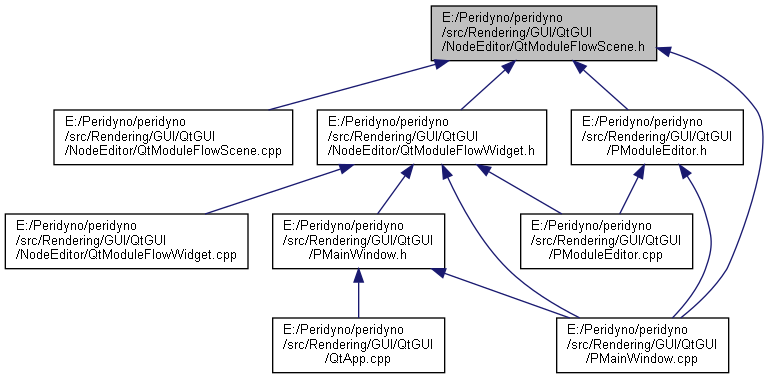 E:/Peridyno/peridyno
/src/Rendering/GUI/QtGUI
/NodeEditor/QtModuleFlowScene.h
E:/Peridyno/peridyno
/src/Rendering/GUI/QtGUI
/NodeEditor/QtModuleFlowScene.cpp
E:/Peridyno/peridyno
/src/Rendering/GUI/QtGUI
/NodeEditor/QtModuleFlowWidget.h
E:/Peridyno/peridyno
/src/Rendering/GUI/QtGUI
/PModuleEditor.h
E:/Peridyno/peridyno
/src/Rendering/GUI/QtGUI
/NodeEditor/QtModuleFlowWidget.cpp
E:/Peridyno/peridyno
/src/Rendering/GUI/QtGUI
/PMainWindow.h
E:/Peridyno/peridyno
/src/Rendering/GUI/QtGUI
/PModuleEditor.cpp
E:/Peridyno/peridyno
/src/Rendering/GUI/QtGUI
/QtApp.cpp
E:/Peridyno/peridyno
/src/Rendering/GUI/QtGUI
/PMainWindow.cpp